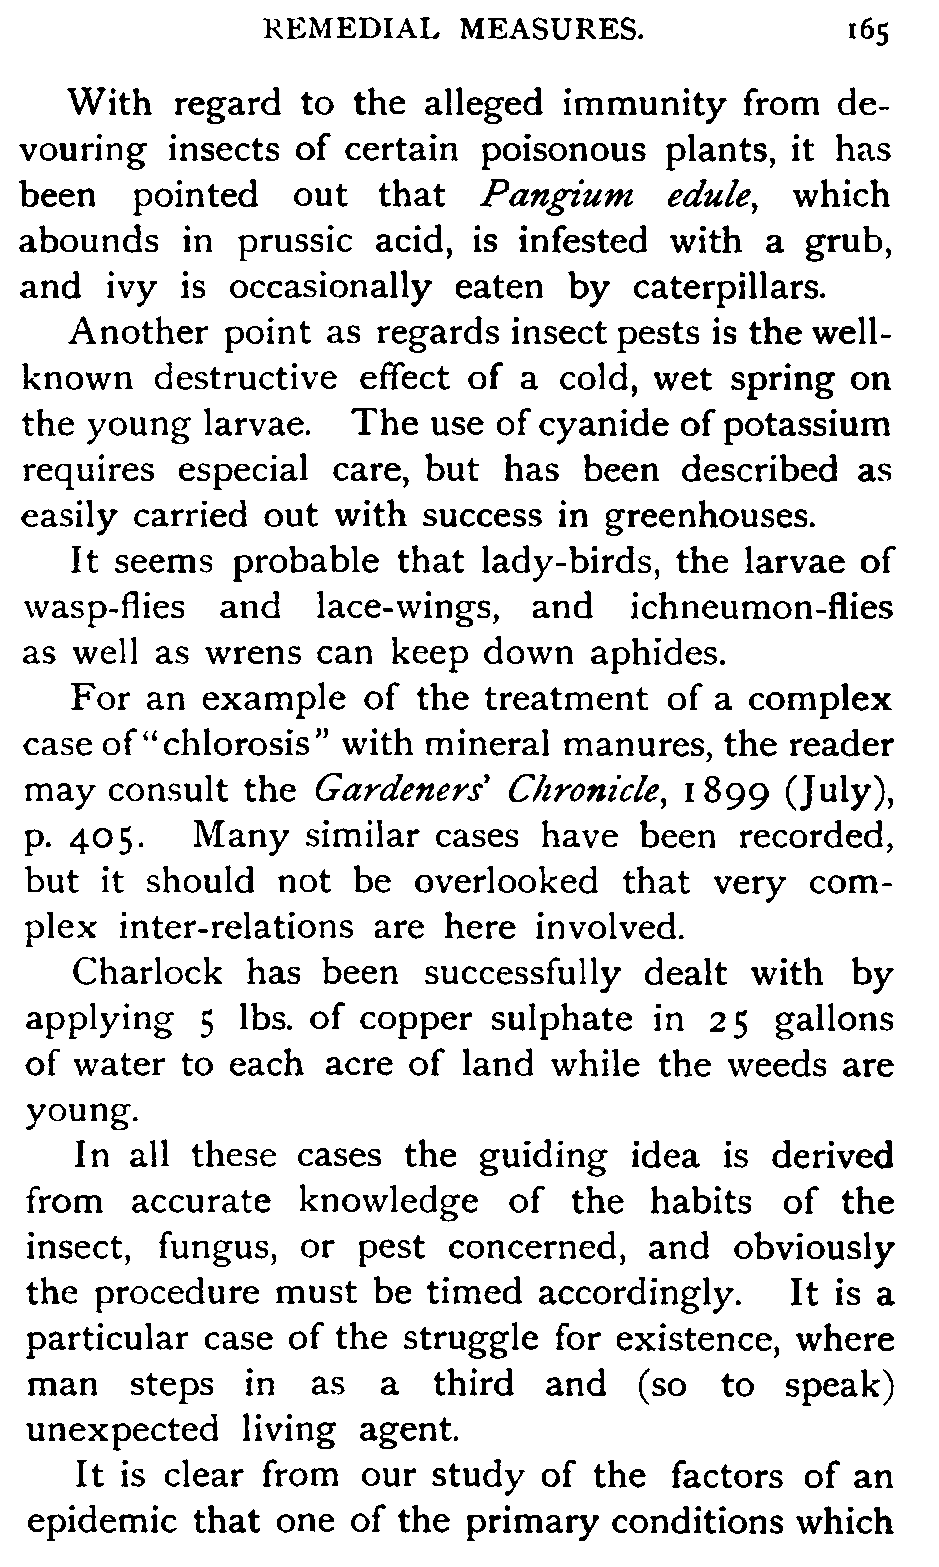 REMEDIAL MEASURES. 165
With regard to the alleged immunity from de-
vouring insects of certain poisonous plants, it has
been pointed out that Pangium edule, which
abounds in prussic acid, is infested with a grub,
and ivy is occasionally eaten by caterpillars.
Another point as regards insect pests is the well-
known destructive effect of a cold, wet spring on
the young larvae. The use of cyanide of potassium
requires especial care, but has been described as
easily carried out with success in greenhouses.
It seems probable that lady-birds, the larvae of
wasp-flies and lace-wings, and ichneumon-flies
as well as wrens can keep down aphides.
For an example of the treatment of a complex
case of "chlorosis" with mineral manures, the reader
may consult the Gardeners' Chronicle, 1899 (July),
p. 405. Many similar cases have been recorded,
but it should not be overlooked that very com-
plex inter-relations are here involved.
Charlock has been successfully dealt with by
applying 5 lbs. of copper sulphate in 25 gallons
of water to each acre of land while the weeds are
young.
In all these cases the guiding idea is derived
from accurate knowledge of the habits of the
insect, fungus, or pest concerned, and obviously
the procedure must be timed accordingly. It is a
particular case of the struggle for existence, where
man steps in as a third and (so to speak)
unexpected living agent.
It is clear from our study of the factors of an
epidemic that one of the primary conditions which